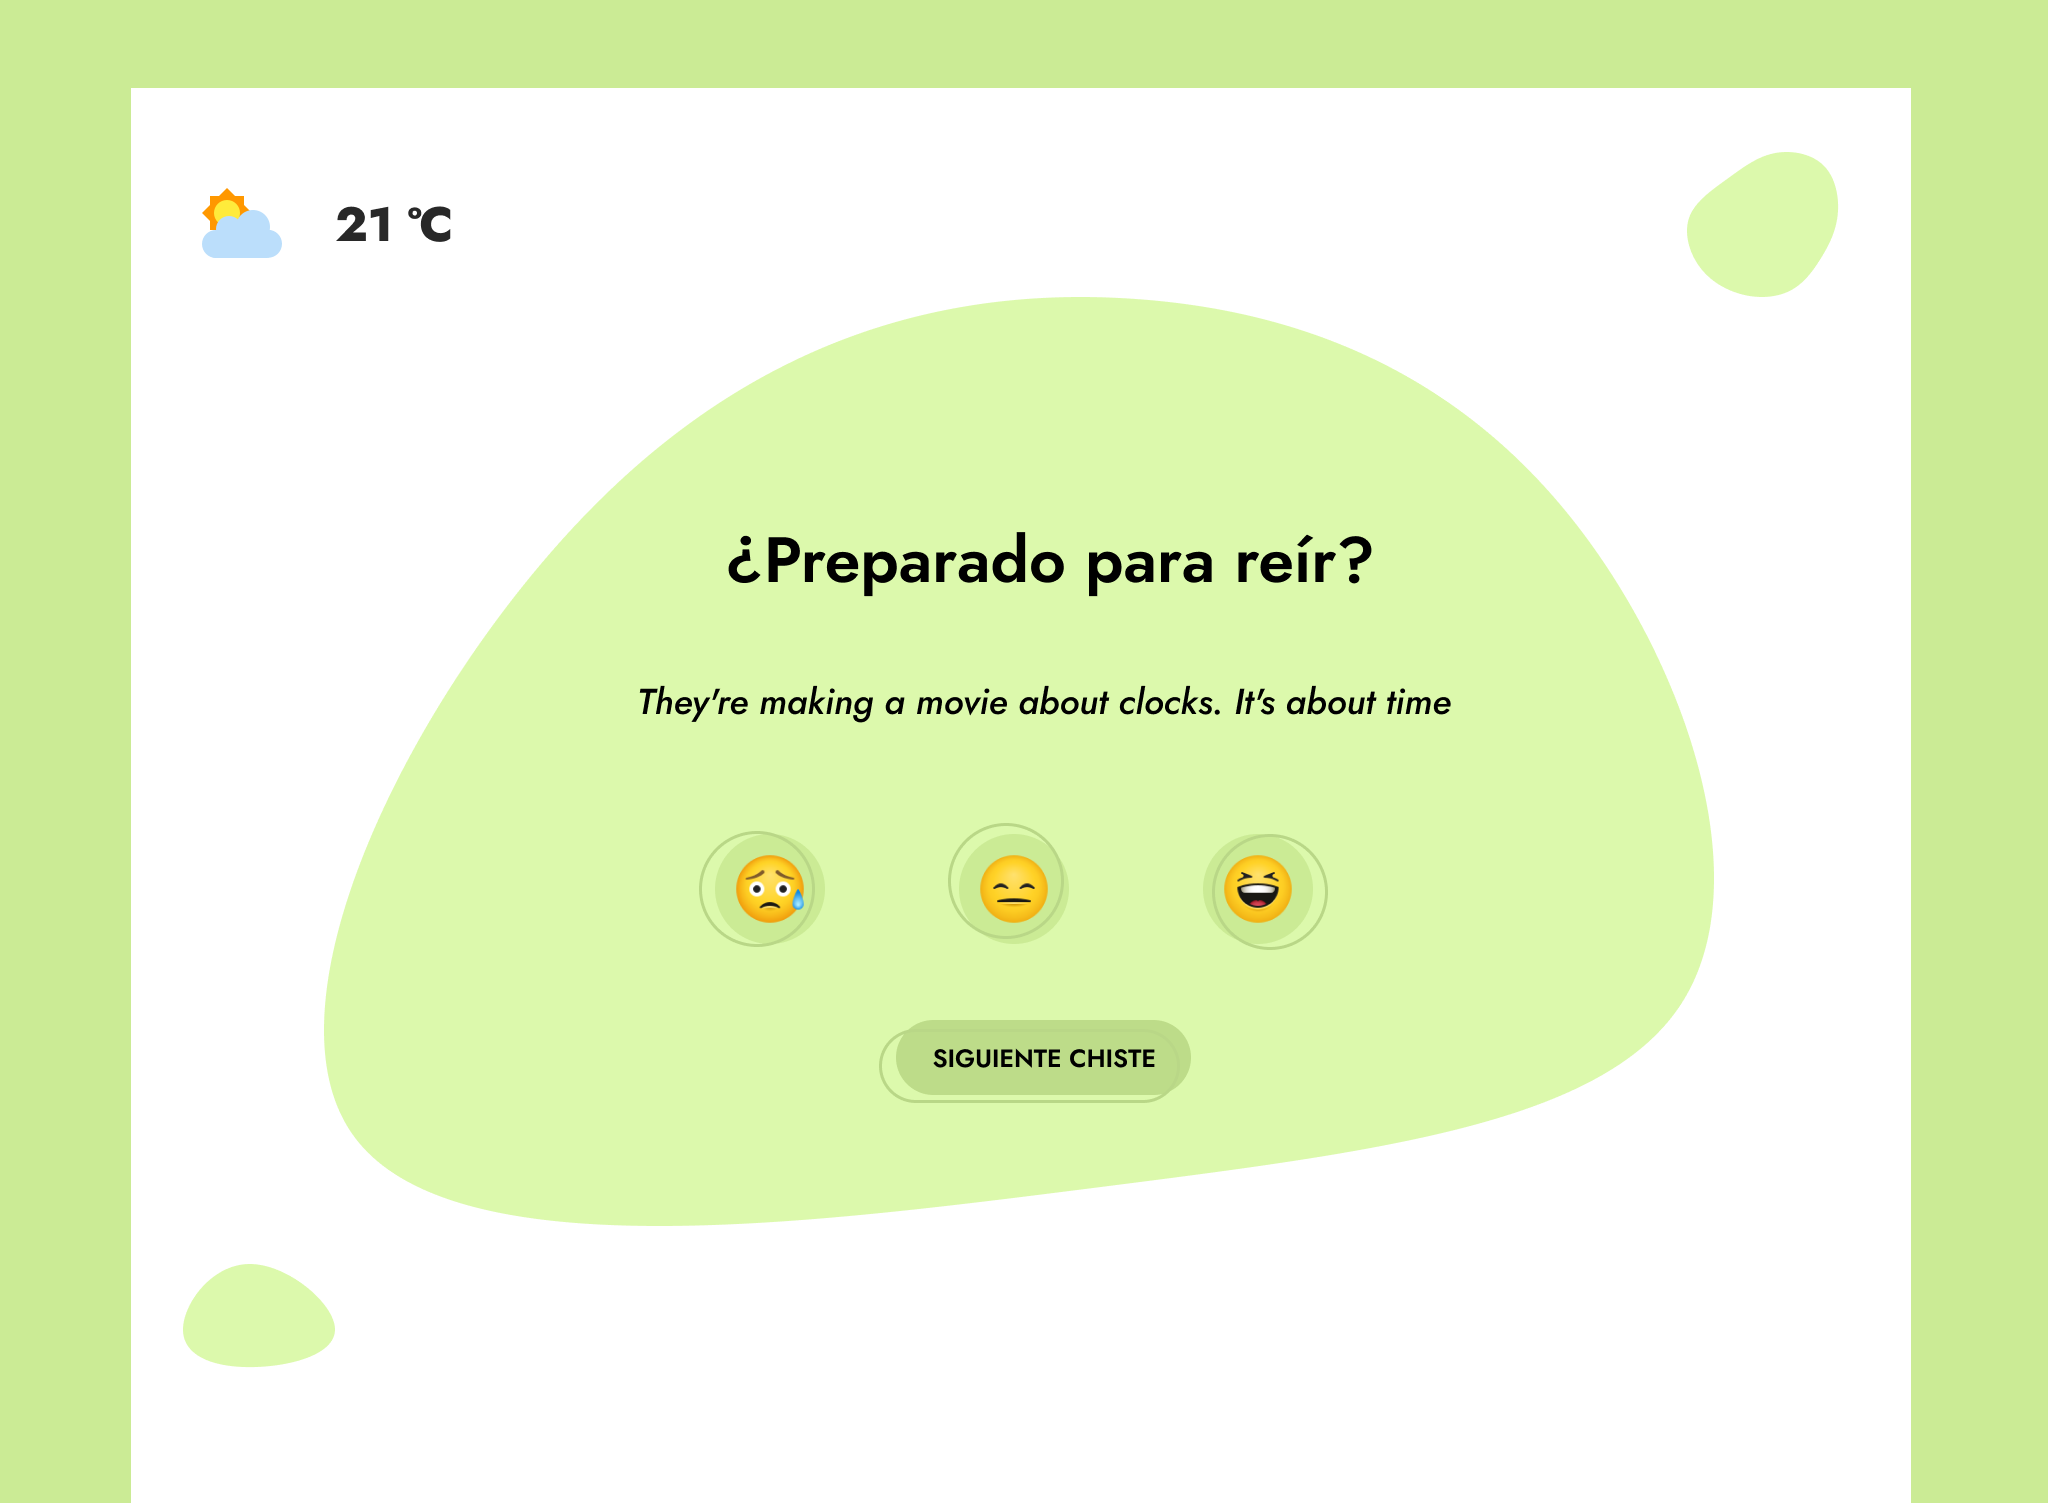 21 ºC
¿Preparado para reír?
They're making a movie about clocks. It's about time
SIGUIENTE CHISTE